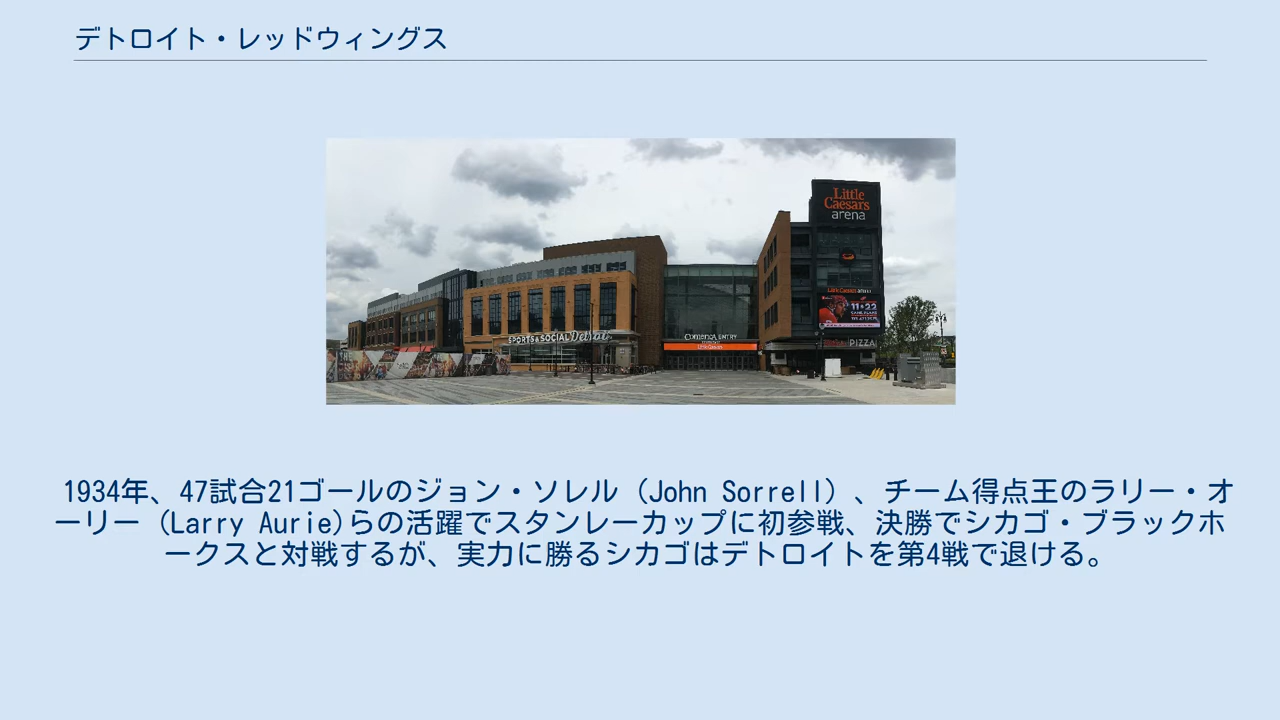 デトロイト・レッドウィングス
Little
Caesars
arena
11•22
SPORTS & SOCIAL Detroit
COMERICA ENTRY
PIZZA
1934年、47試合21ゴールのジョン・ソレル（John Sorrell）、チーム得点王のラリー・オ
ーリー（Larry Aurie)らの活躍でスタンレーカップに初参戦、決勝でシカゴ・ブラックホ
ークスと対戦するが、実力に勝るシカゴはデトロイトを第4戦で退ける。